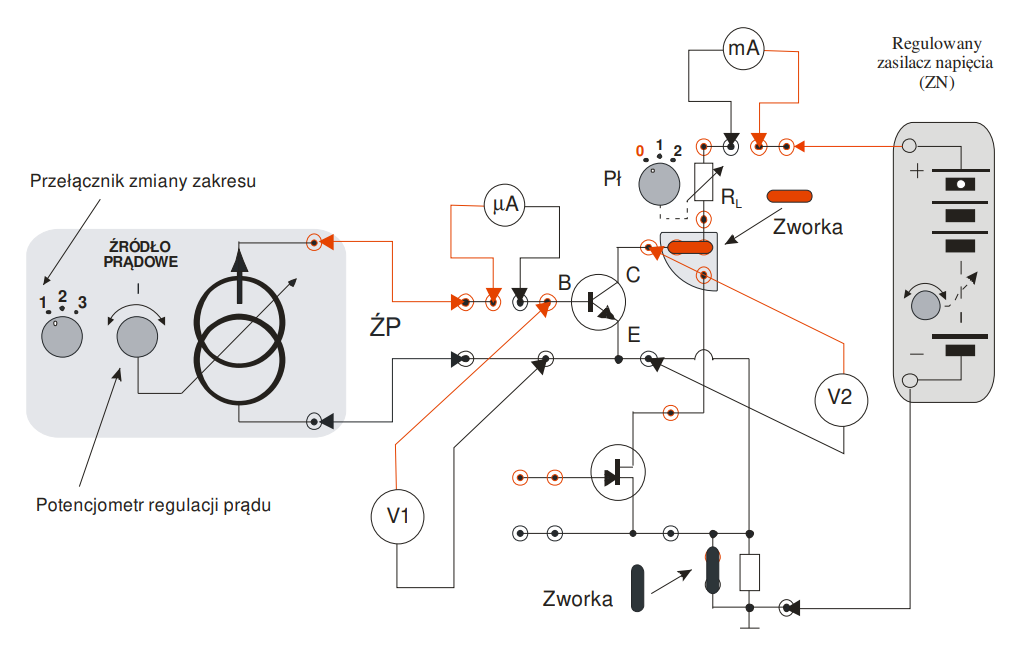 mA
Regulowany
zasilacz napięcia
(ZN)
0 1 2
Pł
R_L
+
Zworka
Przełącznik zmiany zakresu
μA
ŹRÓDŁO
PRĄDOWE
I
1 2 3
B
C
E
ŹP
−
V2
Potencjometr regulacji prądu
V1
Zworka